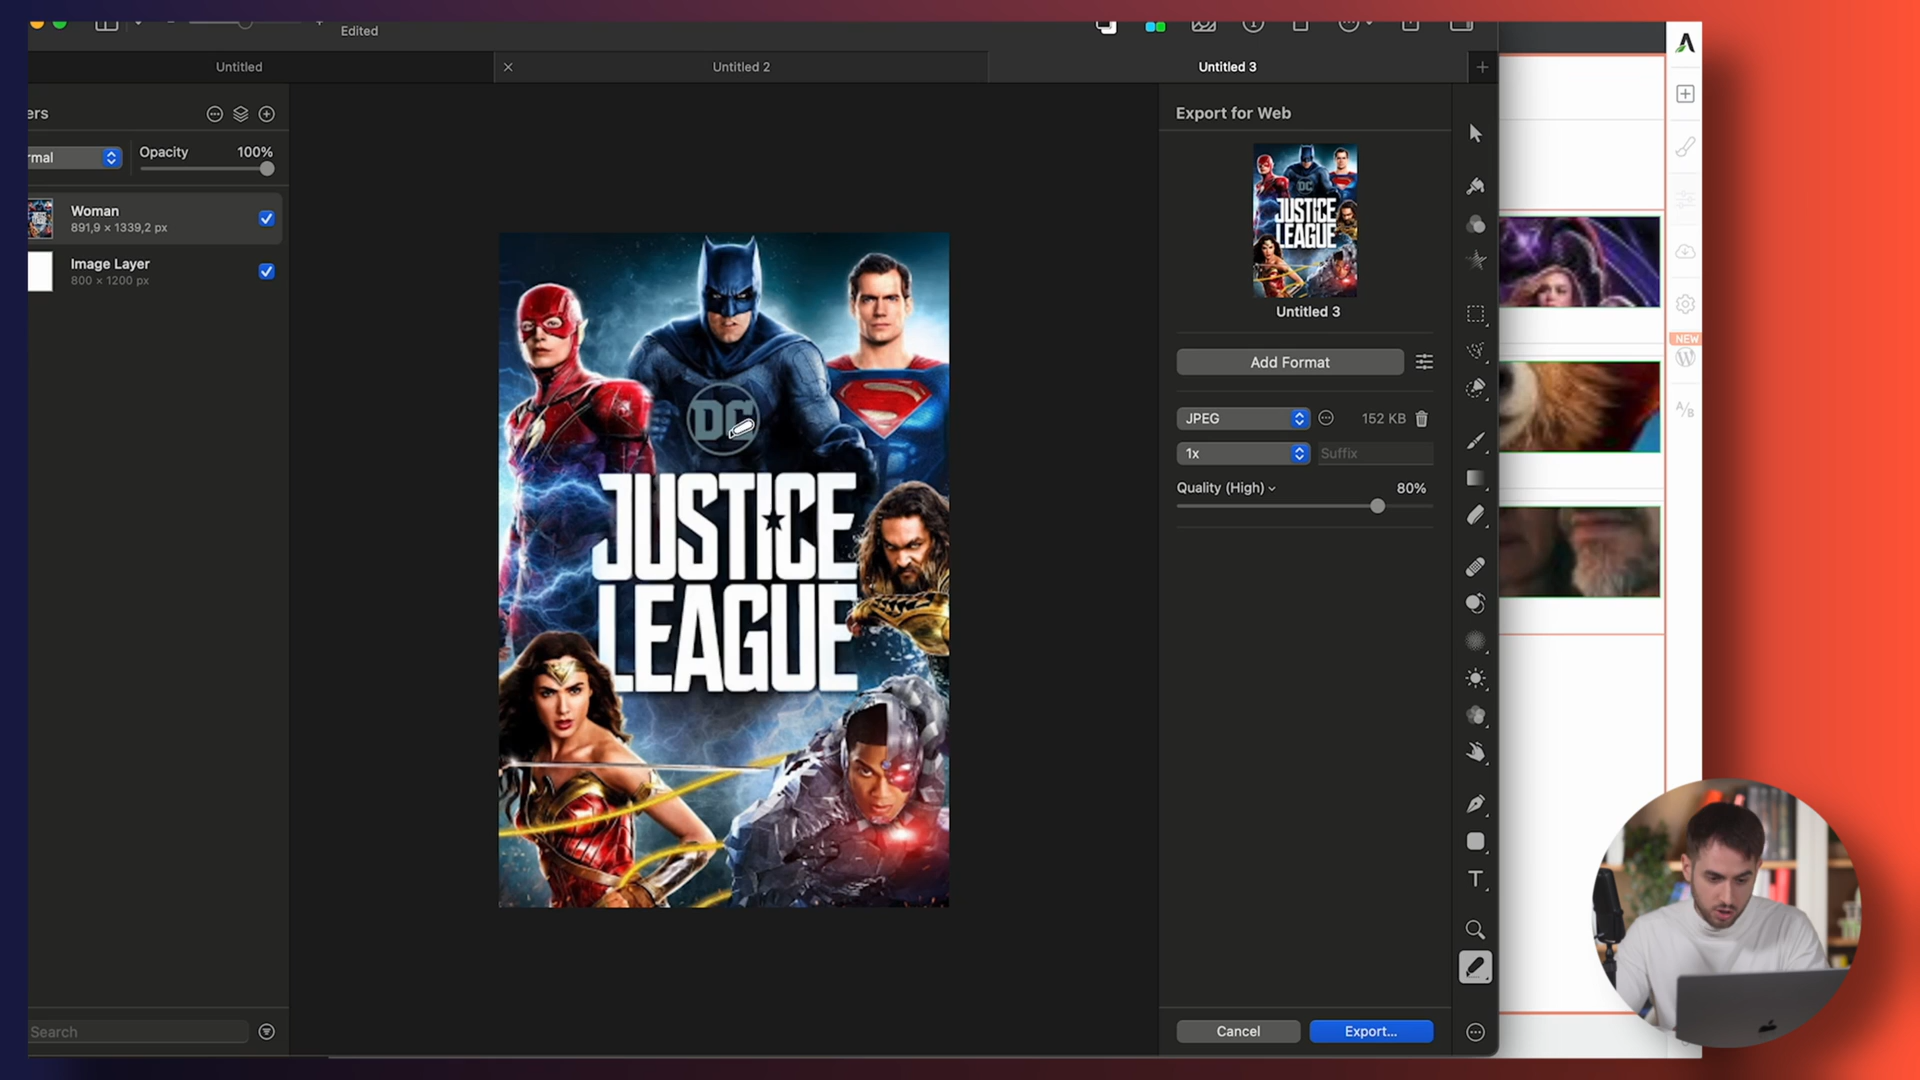 Edited
Untitled
Untitled 2
Untitled 3
ers
rmal
Opacity
100%
Woman
891,9 × 1339,2 px
Image Layer
800 × 1200 px
Search
DC
JUSTICE
LEAGUE
Export for Web
DC
JUSTICE
LEAGUE
Untitled 3
Add Format
JPEG
152 KB
1x
Suffix
Quality (High)
80%
Cancel
Export...
T
NEW
A/B